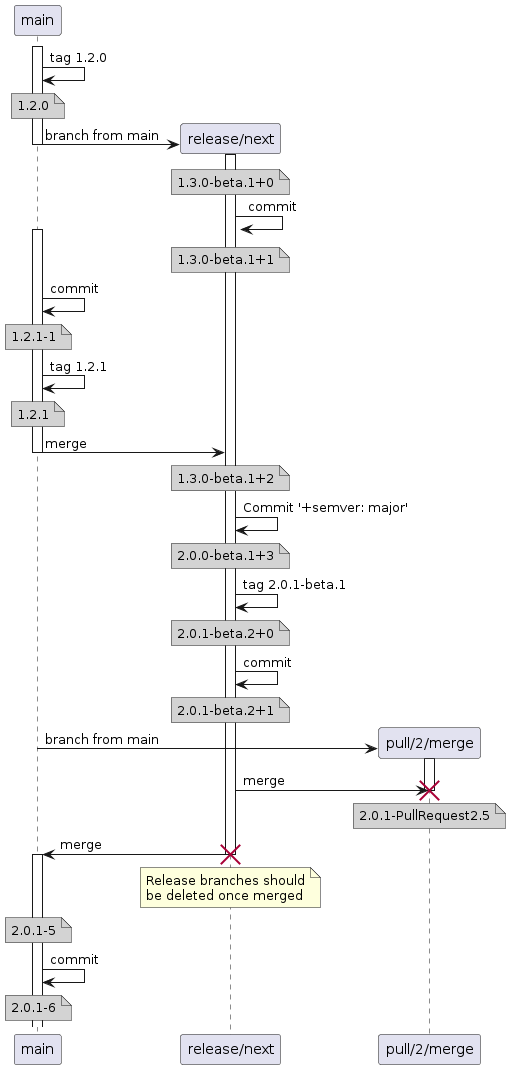 main
tag 1.2.0
1.2.0
branch from main
release/next
1.3.0-beta.1+0
commit
1.3.0-beta.1+1
commit
1.2.1-1
tag 1.2.1
1.2.1
merge
1.3.0-beta.1+2
Commit '+semver: major'
2.0.0-beta.1+3
tag 2.0.1-beta.1
2.0.1-beta.2+0
commit
2.0.1-beta.2+1
branch from main
pull/2/merge
merge
2.0.1-PullRequest2.5
merge
Release branches should
be deleted once merged
2.0.1-5
commit
2.0.1-6
main
release/next
pull/2/merge